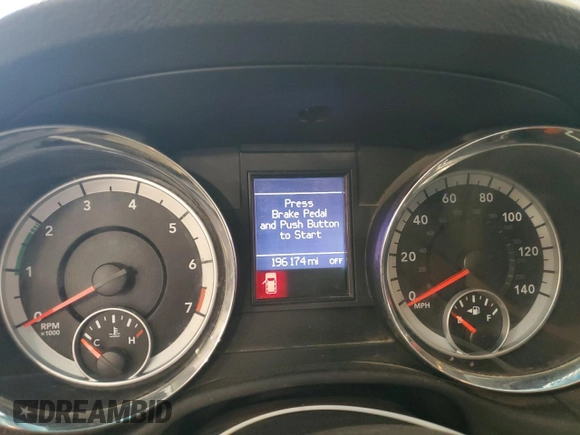 Press
Brake Pedal
and Push Button
to Start
196174 mi OFF
0 1 2 3 4 5 6 7
RPM
x1000
C H
0 20 40 60 80 100 120 140
MPH
DREAMBID